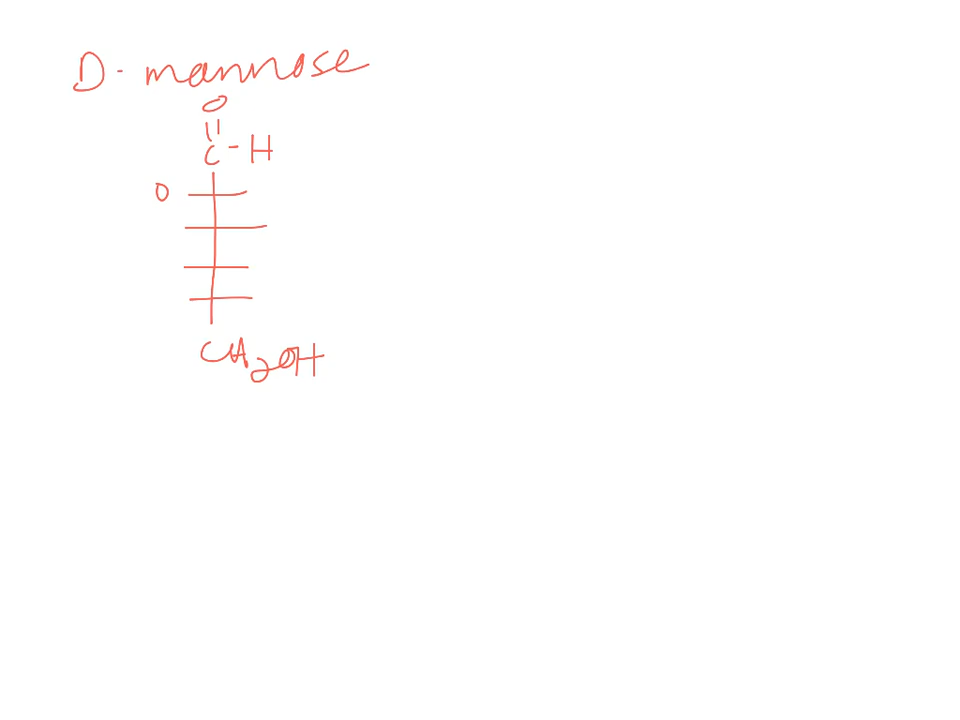 D- mannose
O
C-H
O
CH2OH